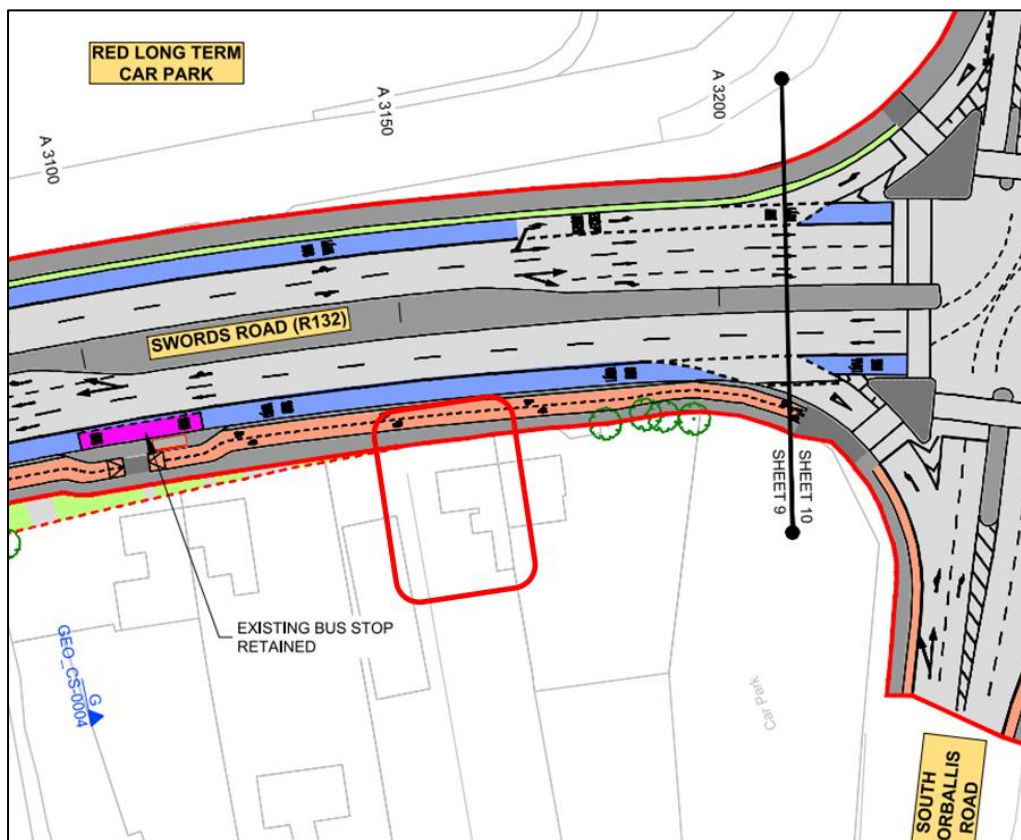 RED LONG TERM
CAR PARK
A 3100
A 3150
A 3200
SWORDS ROAD (R132)
SHEET 10
SHEET 9
EXISTING BUS STOP
RETAINED
G
GEO_CS-0004
Car Park
SOUTH
ORBALLIS
ROAD